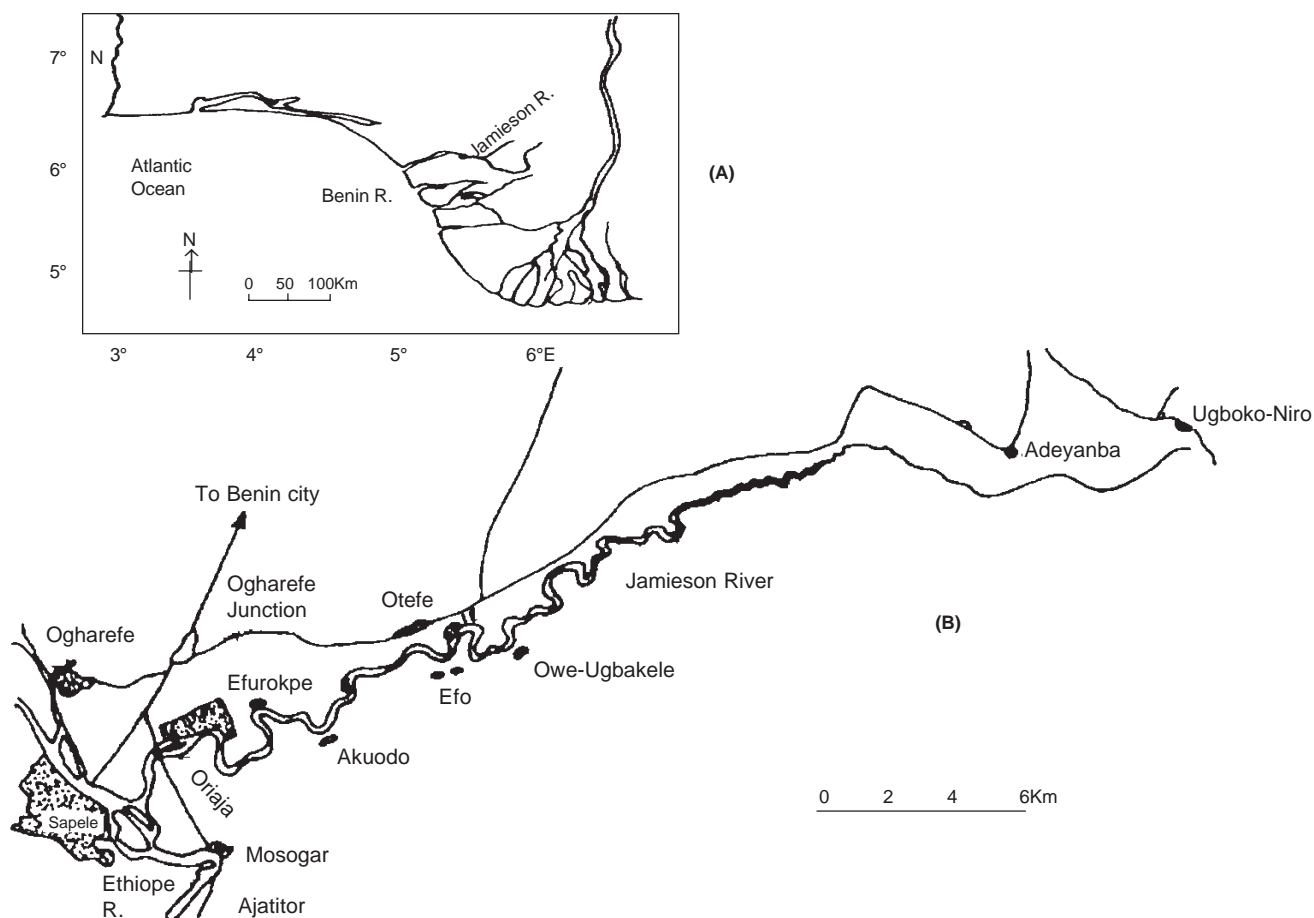 7°
N
6°
5°
Atlantic
Ocean
Jamieson R.
Benin R.
N
0 50 100Km
3° 4° 5° 6°E
(A)
Ugboko-Niro
Adeyanba
To Benin city
Ogharefe
Junction
Otefe
Jamieson River
(B)
Ogharefe
Owe-Ugbakele
Efurokpe
Efo
Akuodo
Oriaja
0 2 4 6Km
Sapele
Mosogar
Ethiope
R.
Ajatitor